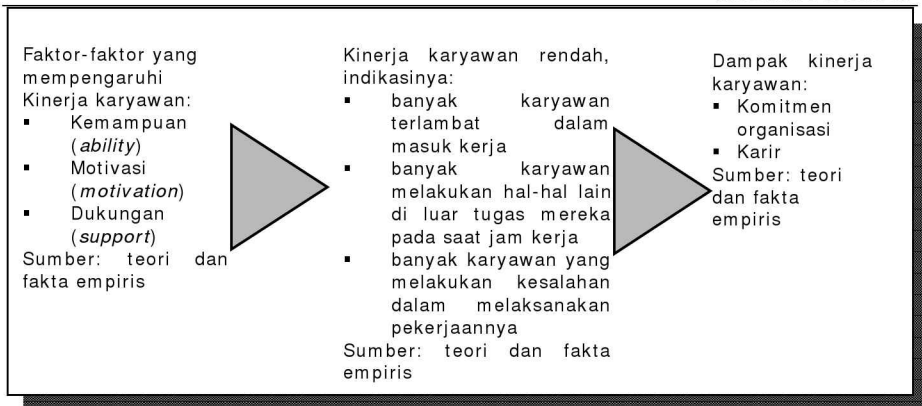 Faktor-faktor yang
mempengaruhi
Kinerja karyawan:
▪ Kemampuan
(ability)
▪ Motivasi
(motivation)
▪ Dukungan
(support)
Sumber: teori dan
fakta empiris
Kinerja karyawan rendah,
indikasinya:
▪ banyak karyawan
terlambat dalam
masuk kerja
▪ banyak karyawan
melakukan hal-hal lain
di luar tugas mereka
pada saat jam kerja
▪ banyak karyawan yang
melakukan kesalahan
dalam melaksanakan
pekerjaannya
Sumber: teori dan fakta
empiris
Dampak kinerja
karyawan:
▪ Komitmen
organisasi
▪ Karir
Sumber: teori
dan fakta
empiris